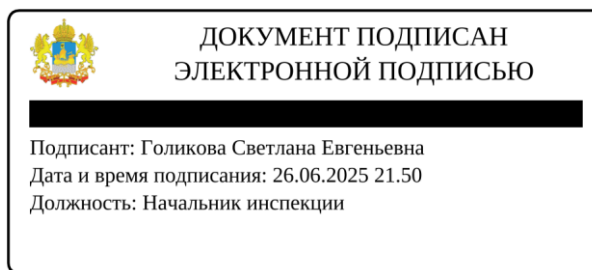 ДОКУМЕНТ ПОДПИСАН
ЭЛЕКТРОННОЙ ПОДПИСЬЮ
Подписант: Голикова Светлана Евгеньевна
Дата и время подписания: 26.06.2025 21.50
Должность: Начальник инспекции